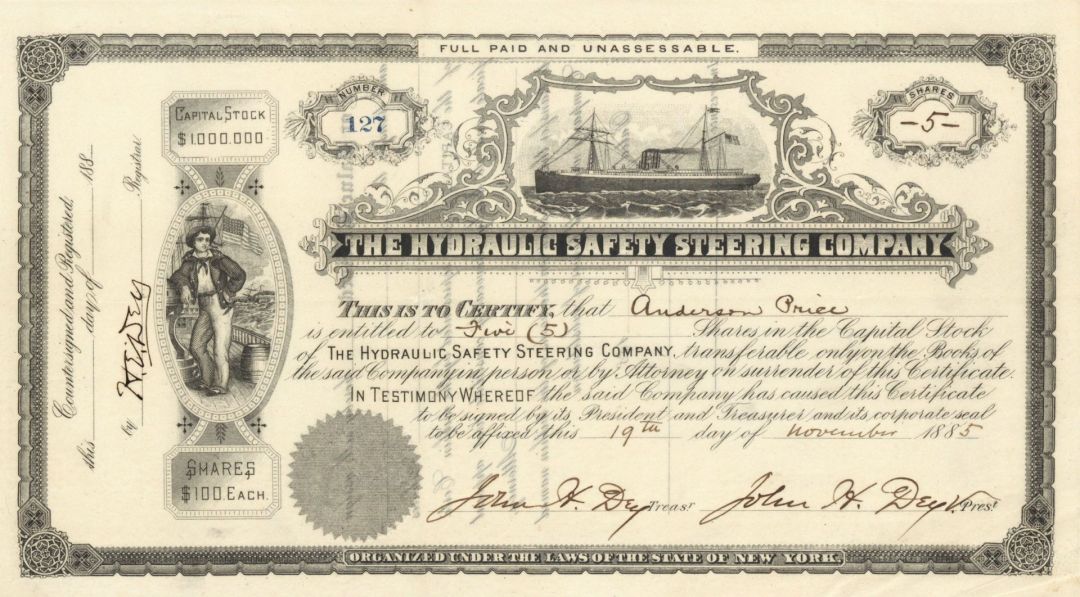 FULL PAID AND UNASSESSABLE.
NUMBER
127
SHARES
-5-
CAPITAL STOCK
$1.000.000
THE HYDRAULIC SAFETY STEERING COMPANY
THIS IS TO CERTIFY, that Anderson Price
is entitled to Five (5) Shares in the Capital Stock
of THE HYDRAULIC SAFETY STEERING COMPANY, transferable only on the Books of
the said Company in person or by Attorney on surrender of this Certificate.
IN TESTIMONY WHEREOF the said Company has caused this Certificate
to be signed by its President and Treasurer and its corporate seal
to be affixed this 19th day of November 1885
John H. Dey Treasr John H. Dey V. Prest
SHARES
$100. EACH.
Countersigned and Registered
this day of 188
by Registrar
ORGANIZED UNDER THE LAWS OF THE STATE OF NEW YORK.